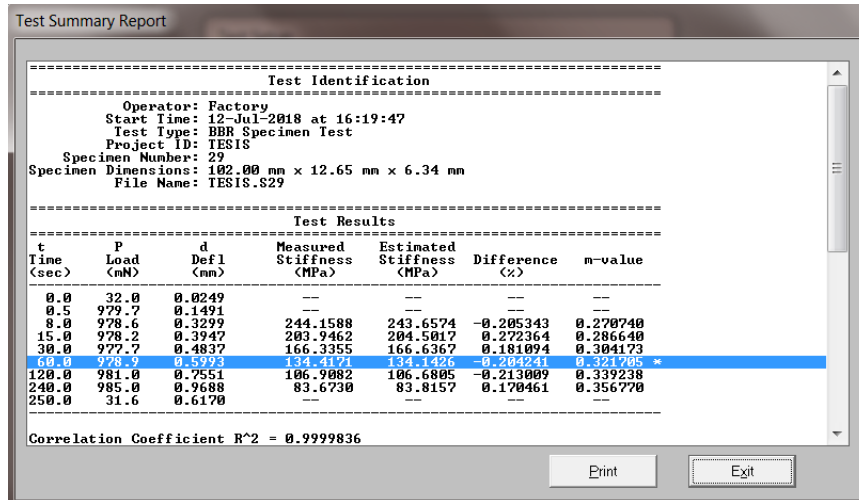 Test Summary Report
Test Identification
Operator: Factory
Start Time: 12-Jul-2018 at 16:19:47
Test Type: BBR Specimen Test
Project ID: TESIS
Specimen Number: 29
Specimen Dimensions: 102.00 mm x 12.65 mm x 6.34 mm
File Name: TESIS.S29
Test Results
t P d Measured Estimated
Time Load Defl Stiffness Stiffness Difference m-value
(sec) (mN) (mm) (MPa) (MPa) (%)
0.0 32.0 0.0249 -- -- -- --
0.5 979.7 0.1491 -- -- -- --
8.0 978.6 0.3299 244.1588 243.6574 -0.205343 0.270740
15.0 978.2 0.3947 203.9462 204.5017 0.272364 0.286640
30.0 977.7 0.4837 166.3355 166.6367 0.181094 0.304173
60.0 978.9 0.5993 134.4171 134.1426 -0.204241 0.321705 *
120.0 981.0 0.7551 106.9082 106.6805 -0.213009 0.339238
240.0 985.0 0.9688 83.6730 83.8157 0.170461 0.356770
250.0 31.6 0.6170 -- -- -- --
Correlation Coefficient R^2 = 0.9999836
Print Exit